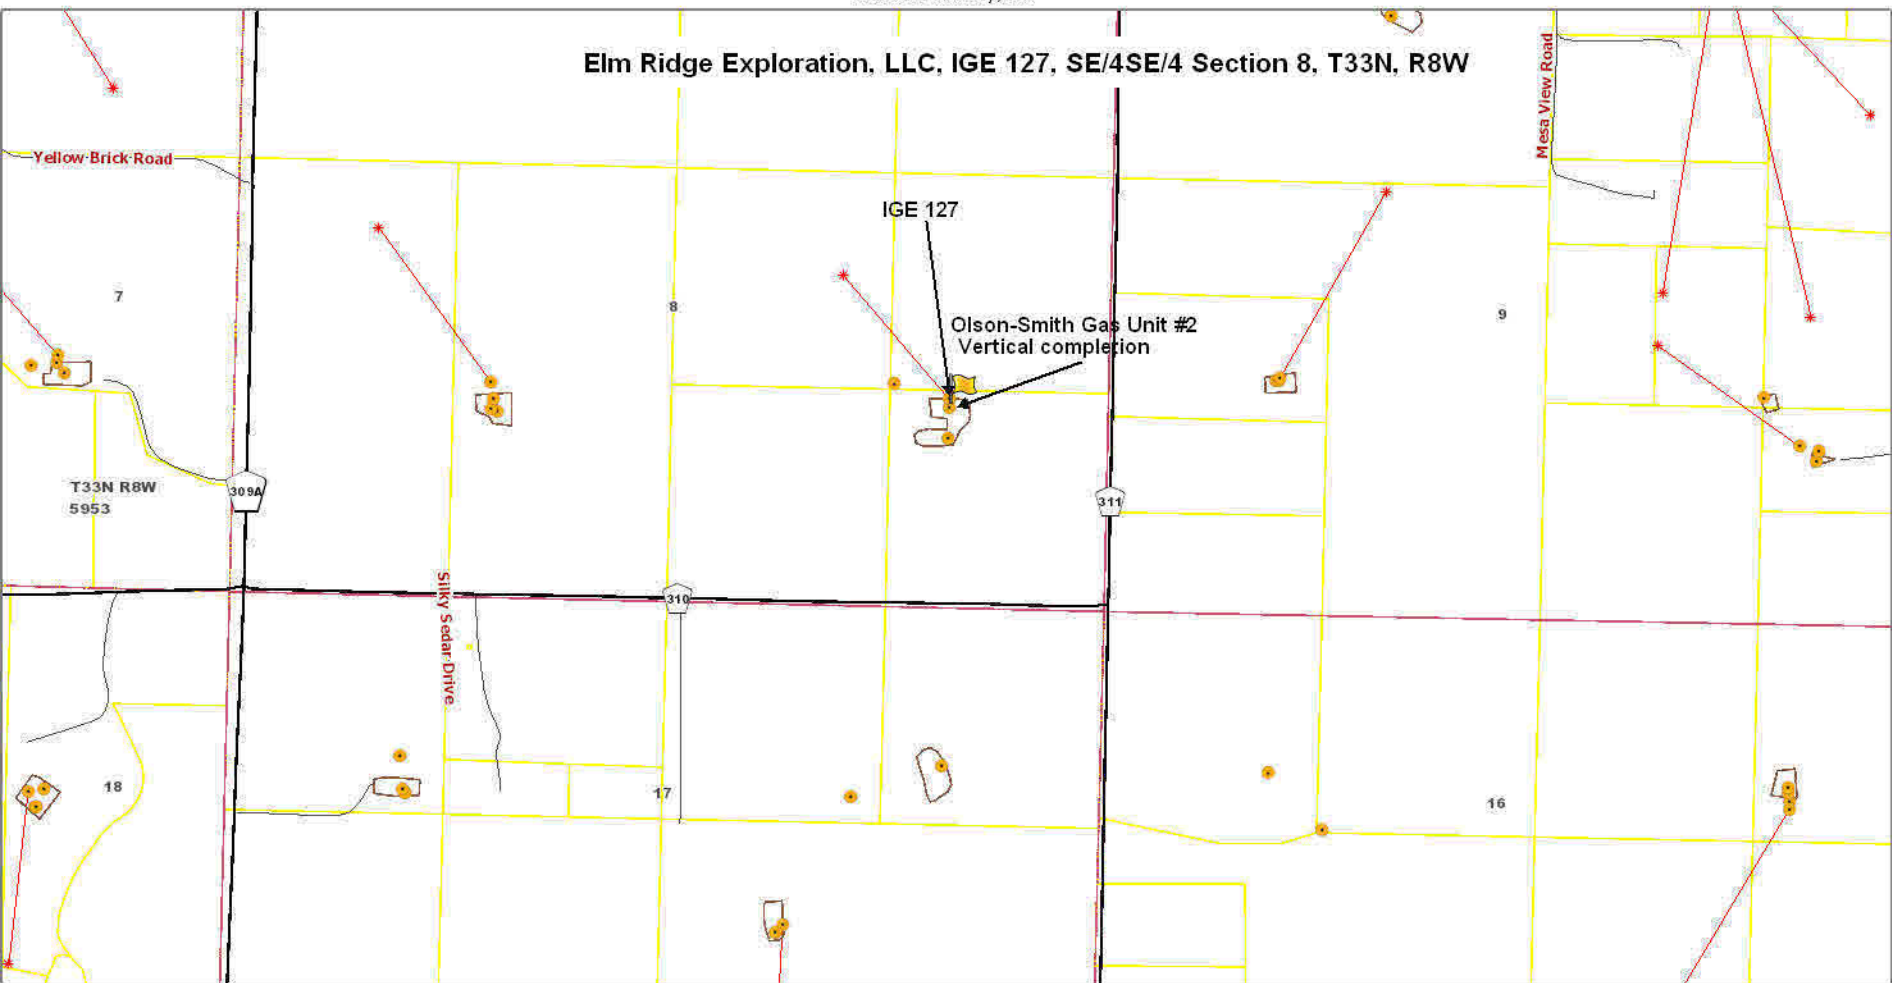 Elm Ridge Exploration, LLC, IGE 127, SE/4SE/4 Section 8, T33N, R8W
Mesa View Road
Yellow Brick Road
IGE 127
7
8
9
Olson-Smith Gas Unit #2
Vertical completion
T33N R8W
5953
309A
311
310
Silky Sedar Drive
18
17
16